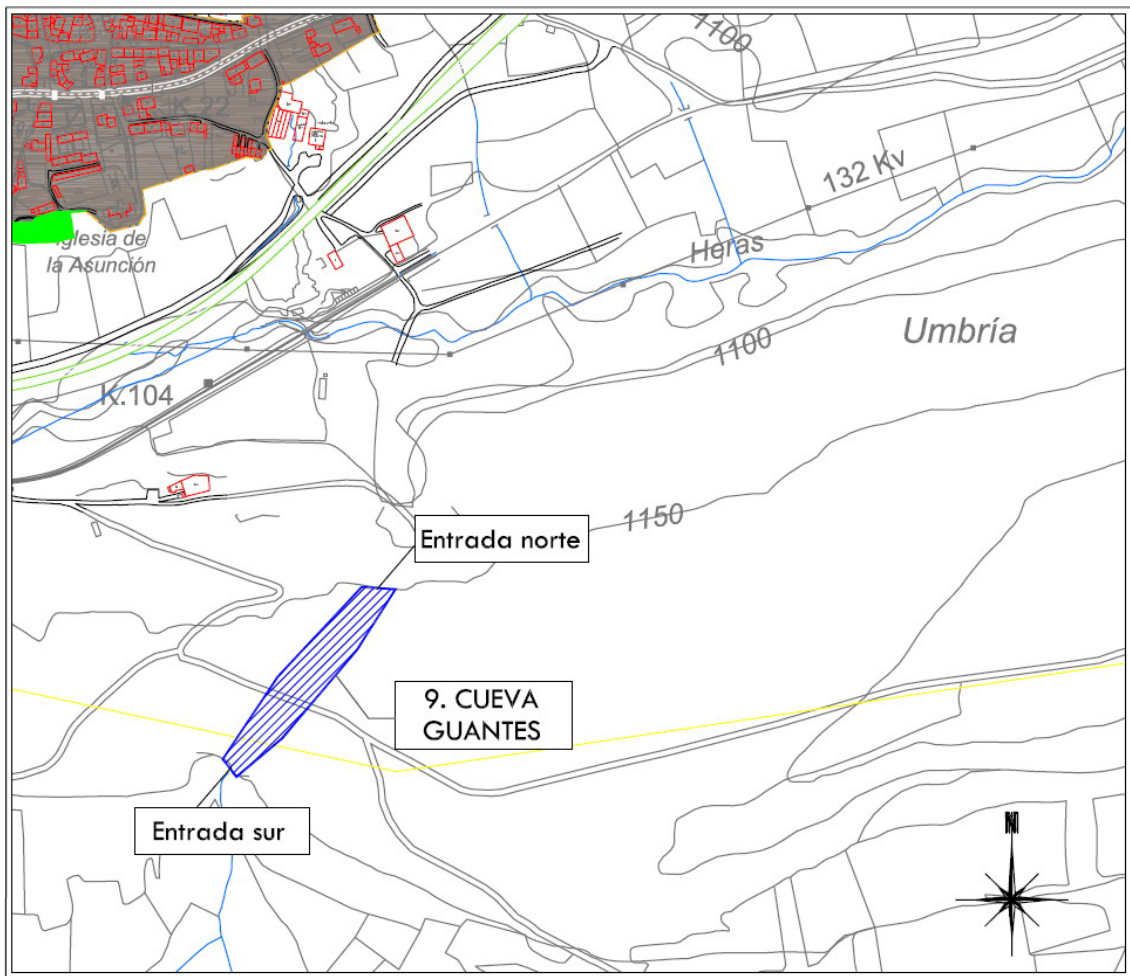 1100
K.22
132 Kv
Iglesia de
la Asunción
Heras
Umbría
1100
K.104
1150
Entrada norte
9. CUEVA
GUANTES
Entrada sur
N